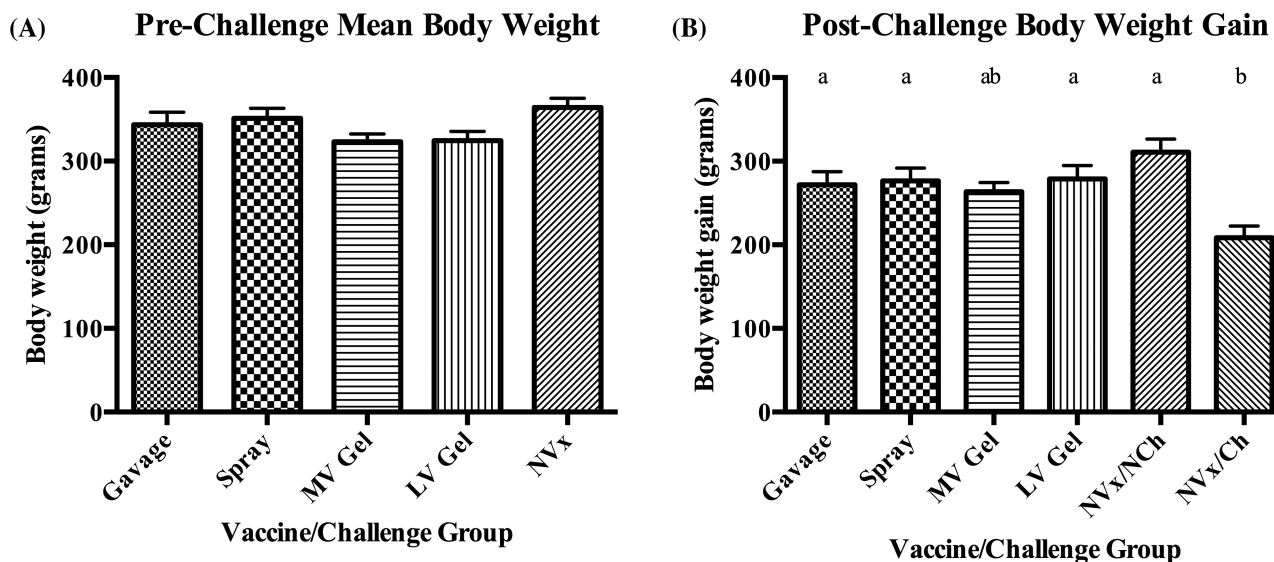 (A)
Pre-Challenge Mean Body Weight
Body weight (grams)
400
300
200
100
0
Gavage
Spray
MV Gel
LV Gel
NVx
Vaccine/Challenge Group
(B)
Post-Challenge Body Weight Gain
Body weight gain (grams)
400
300
200
100
0
a a ab a a b
Gavage
Spray
MV Gel
LV Gel
NVx/NCh
NVx/Ch
Vaccine/Challenge Group